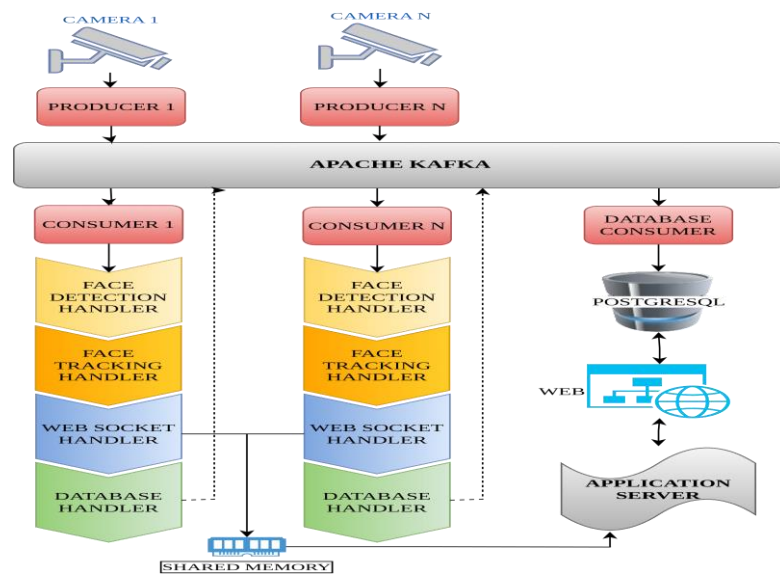 CAMERA 1
CAMERA N
PRODUCER 1
PRODUCER N
APACHE KAFKA
CONSUMER 1
CONSUMER N
DATABASE
CONSUMER
FACE
DETECTION
HANDLER
FACE
DETECTION
HANDLER
POSTGRESQL
FACE
TRACKING
HANDLER
FACE
TRACKING
HANDLER
WEB
WEB SOCKET
HANDLER
WEB SOCKET
HANDLER
DATABASE
HANDLER
DATABASE
HANDLER
APPLICATION
SERVER
SHARED MEMORY